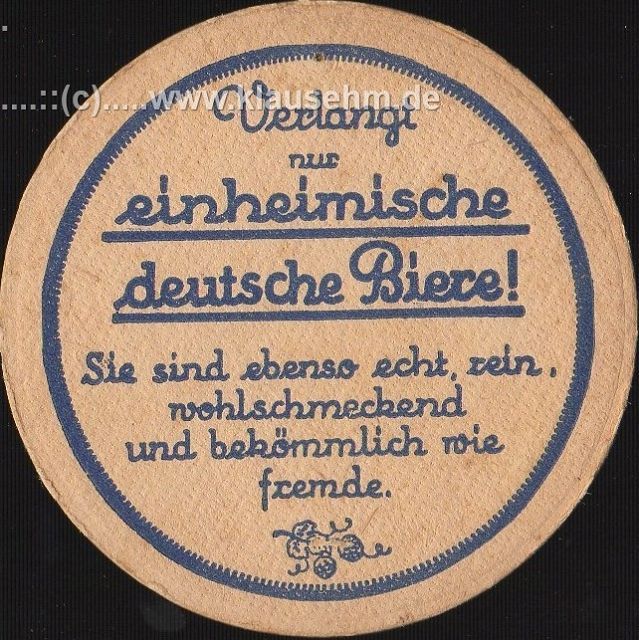 ....::(c).....www.klausehm.de
Verlangt
nur
einheimische
deutsche Biere!
Sie sind ebenso echt, rein,
wohlschmeckend
und bekömmlich wie
fremde.